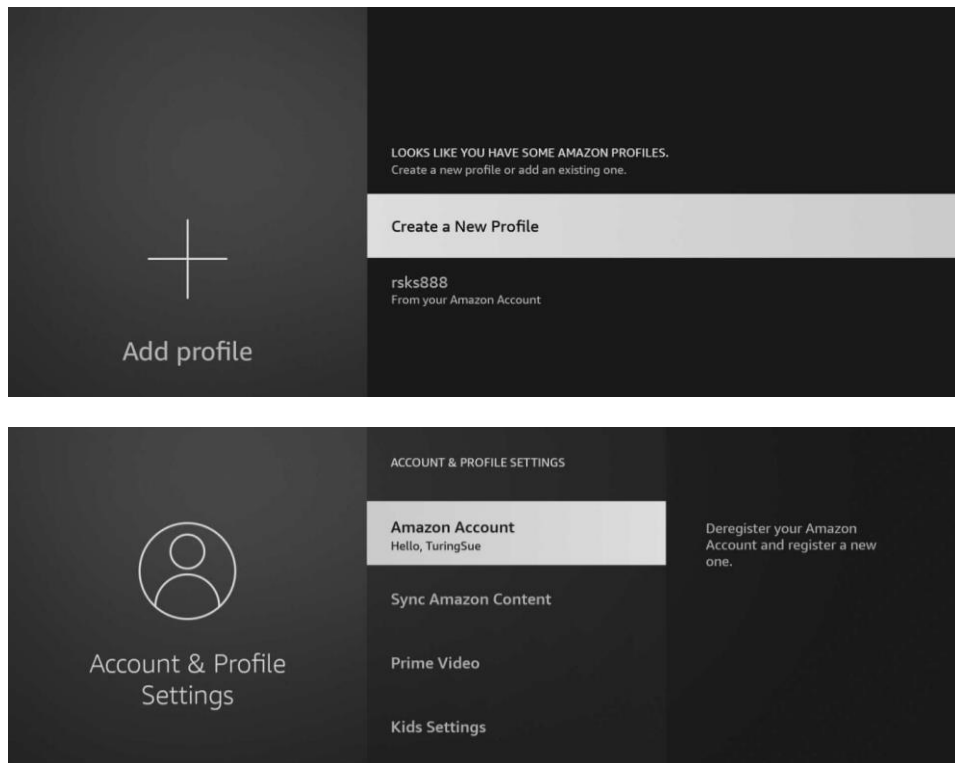 LOOKS LIKE YOU HAVE SOME AMAZON PROFILES.
Create a new profile or add an existing one.
Create a New Profile
rsks888
From your Amazon Account
Add profile
ACCOUNT & PROFILE SETTINGS
Amazon Account
Hello, TuringSue
Sync Amazon Content
Prime Video
Kids Settings
Deregister your Amazon
Account and register a new
one.
Account & Profile
Settings